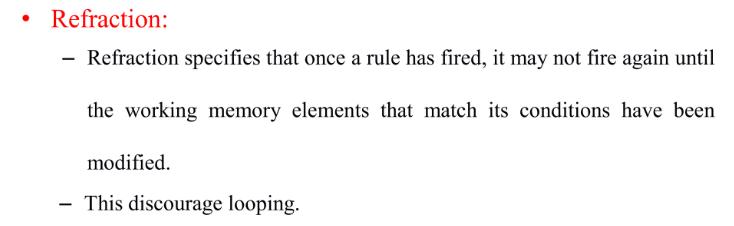 • Refraction:
– Refraction specifies that once a rule has fired, it may not fire again until
the working memory elements that match its conditions have been
modified.
– This discourage looping.